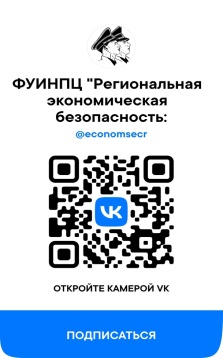 ФУИНПЦ "Региональная
экономическая
безопасность:
@economsecr
ОТКРОЙТЕ КАМЕРОЙ VK
ПОДПИСАТЬСЯ